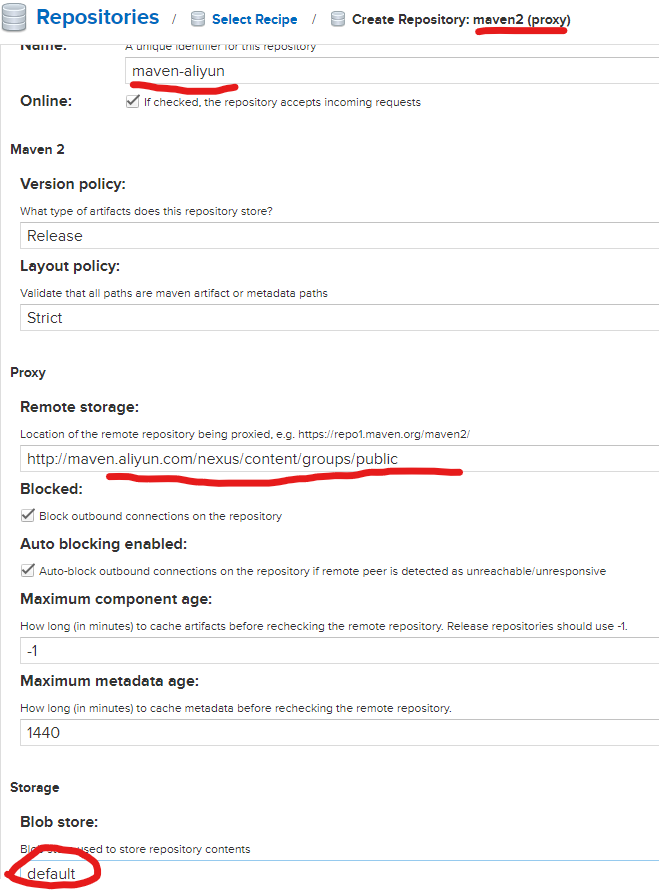 Repositories / Select Recipe / Create Repository: maven2 (proxy)
Name: A unique identifier for this repository
maven-aliyun
Online: If checked, the repository accepts incoming requests
Maven 2
Version policy:
What type of artifacts does this repository store?
Release
Layout policy:
Validate that all paths are maven artifact or metadata paths
Strict
Proxy
Remote storage:
Location of the remote repository being proxied, e.g. https://repo1.maven.org/maven2/
http://maven.aliyun.com/nexus/content/groups/public
Blocked:
Block outbound connections on the repository
Auto blocking enabled:
Auto-block outbound connections on the repository if remote peer is detected as unreachable/unresponsive
Maximum component age:
How long (in minutes) to cache artifacts before rechecking the remote repository. Release repositories should use -1.
-1
Maximum metadata age:
How long (in minutes) to cache metadata before rechecking the remote repository.
1440
Storage
Blob store:
used to store repository contents
default